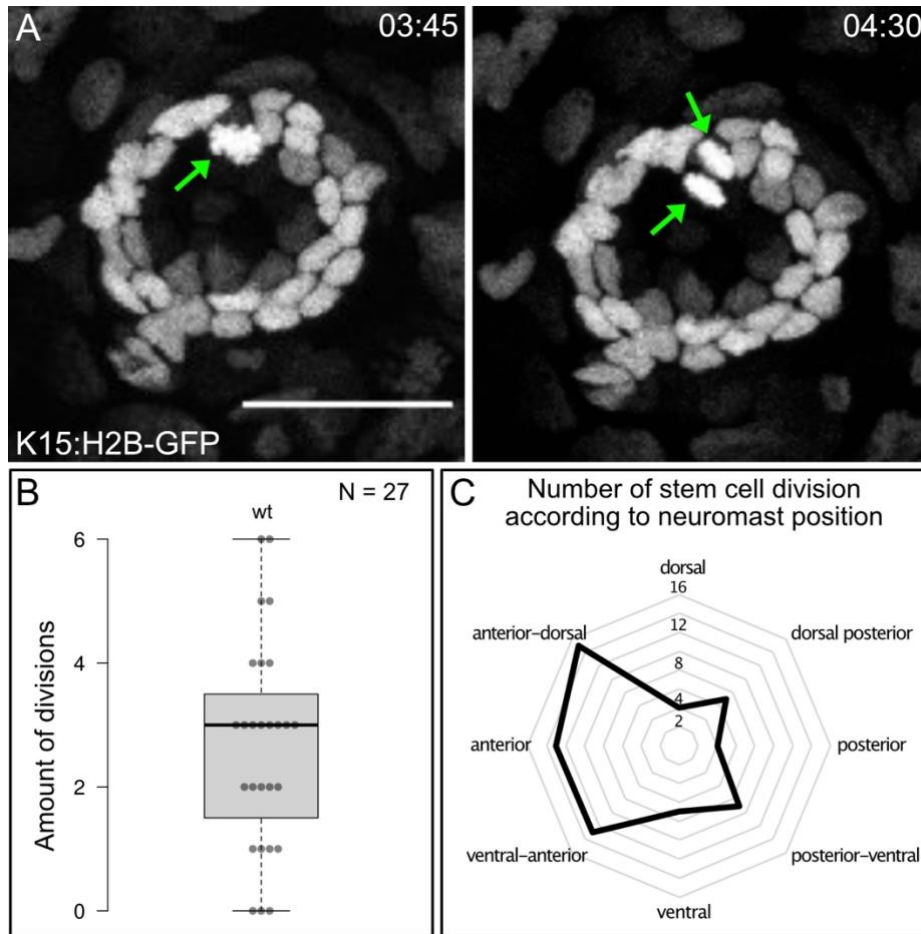 A
03:45
04:30
K15:H2B-GFP
B
N = 27
wt
6
4
2
0
Amount of divisions
C
Number of stem cell division
according to neuromast position
dorsal
16
12
8
4
2
anterior-dorsal
dorsal posterior
anterior
posterior
ventral-anterior
posterior-ventral
ventral